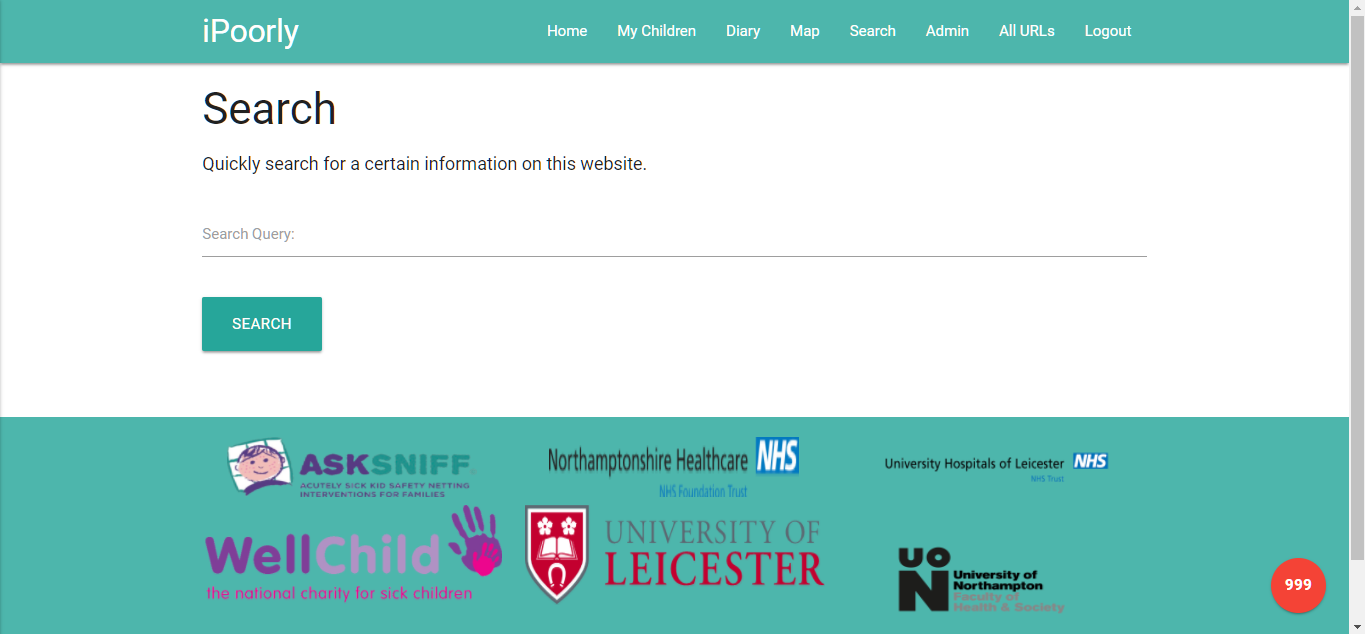 iPoorly
Home My Children Diary Map Search Admin All URLs Logout
Search
Quickly search for a certain information on this website.
Search Query:
SEARCH
ASKSNIFF
ACUTELY SICK KID SAFETY NETTING
INTERVENTIONS FOR FAMILIES
Northamptonshire Healthcare NHS
NHS Foundation Trust
University Hospitals of Leicester NHS
NHS Trust
WellChild
the national charity for sick children
UNIVERSITY OF
LEICESTER
UO
N
University of
Northampton
Faculty of
Health & Society
999